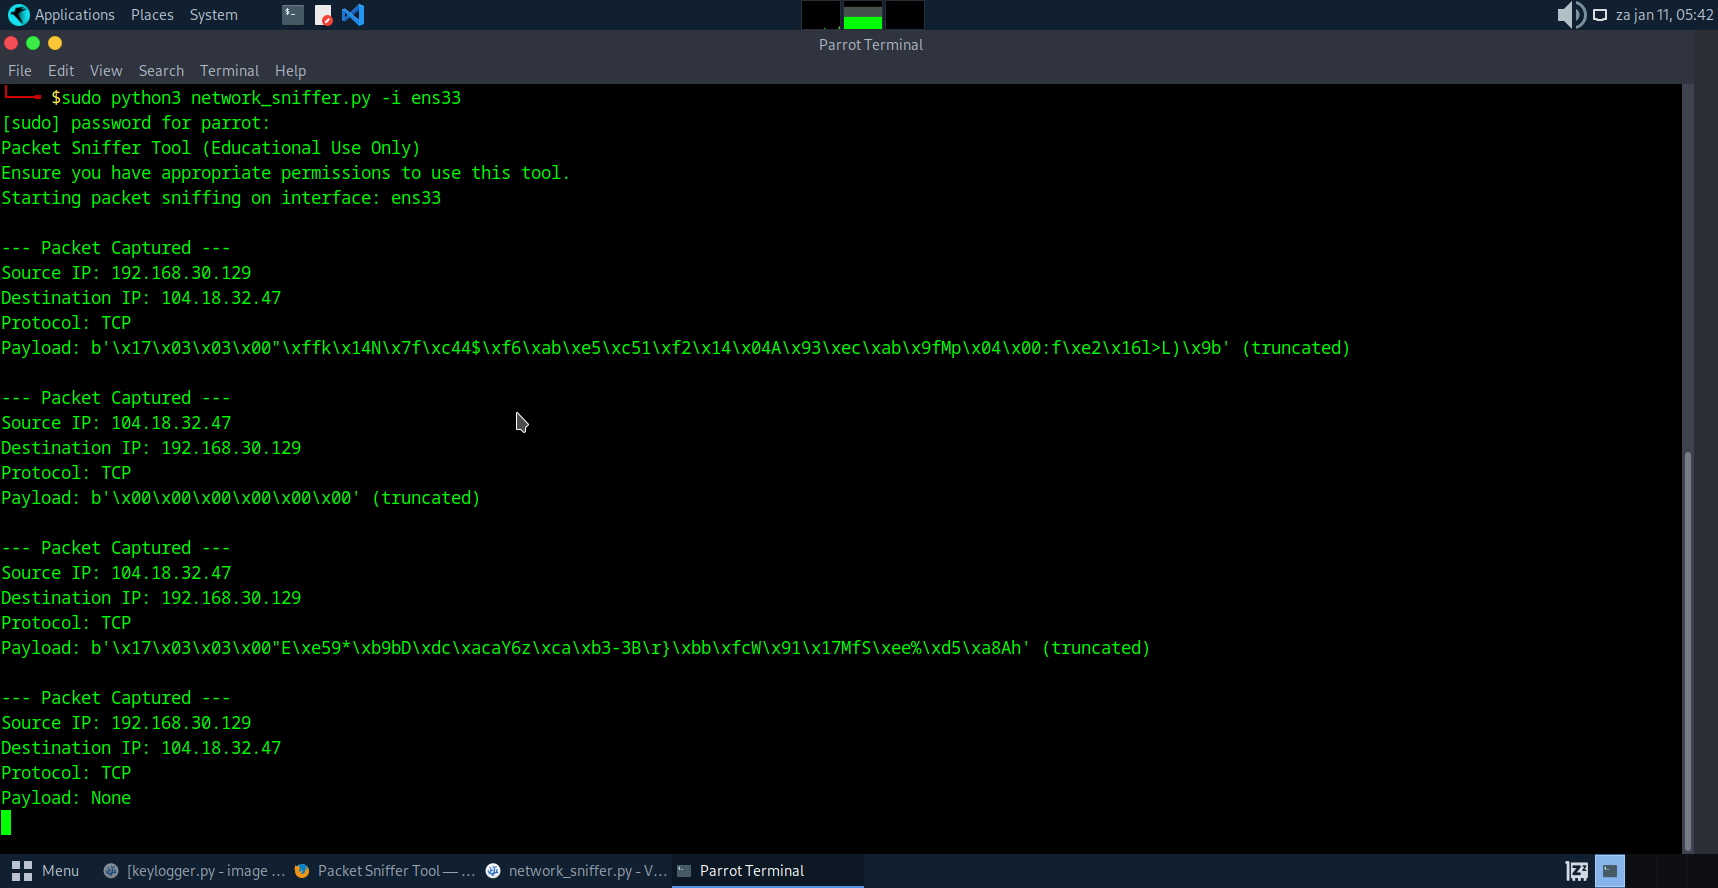 Applications Places System
za jan 11, 05:42
Parrot Terminal
File Edit View Search Terminal Help
$sudo python3 network_sniffer.py -i ens33
[sudo] password for parrot:
Packet Sniffer Tool (Educational Use Only)
Ensure you have appropriate permissions to use this tool.
Starting packet sniffing on interface: ens33
--- Packet Captured ---
Source IP: 192.168.30.129
Destination IP: 104.18.32.47
Protocol: TCP
Payload: b'\x17\x03\x03\x00"\xffk\x14N\x7f\xc44$\xf6\xab\xe5\xc51\xf2\x14\x04A\x93\xec\xab\x9fMp\x04\x00:f\xe2\x16l>L)\x9b' (truncated)
--- Packet Captured ---
Source IP: 104.18.32.47
Destination IP: 192.168.30.129
Protocol: TCP
Payload: b'\x00\x00\x00\x00\x00\x00' (truncated)
--- Packet Captured ---
Source IP: 104.18.32.47
Destination IP: 192.168.30.129
Protocol: TCP
Payload: b'\x17\x03\x03\x00"E\xe59*\xb9bD\xdc\xacaY6z\xca\xb3-3B\r}\xbb\xfcW\x91\x17MfS\xee%\xd5\xa8Ah' (truncated)
--- Packet Captured ---
Source IP: 192.168.30.129
Destination IP: 104.18.32.47
Protocol: TCP
Payload: None
Menu [keylogger.py - image ... Packet Sniffer Tool — ... network_sniffer.py - V... Parrot Terminal